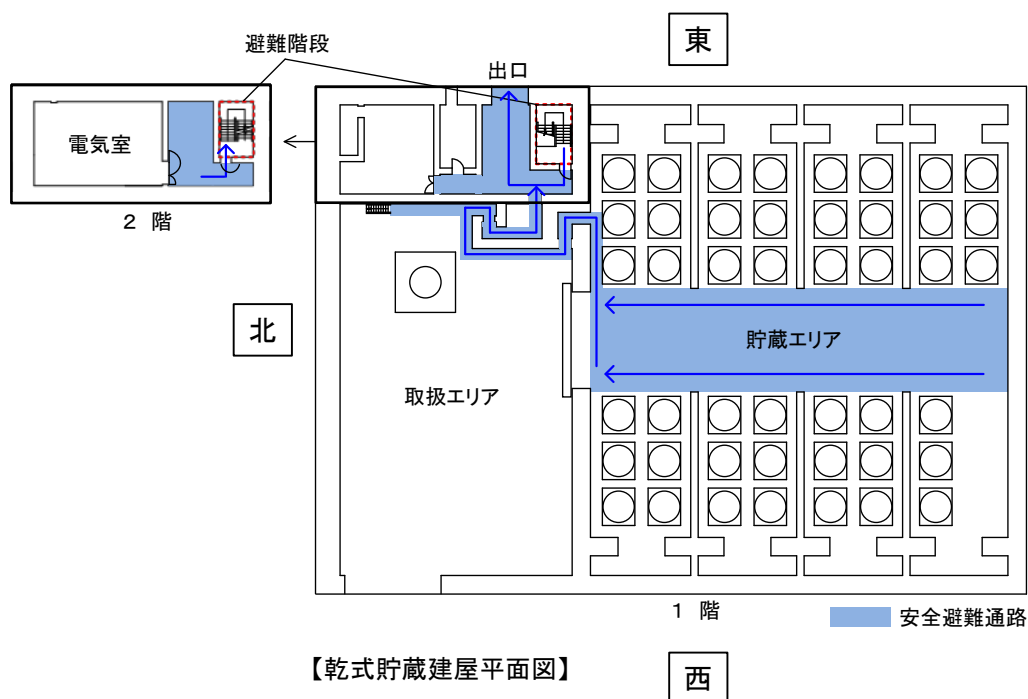 東
避難階段
出口
電気室
2 階
北
貯蔵エリア
取扱エリア
1 階
安全避難通路
【乾式貯蔵建屋平面図】
西